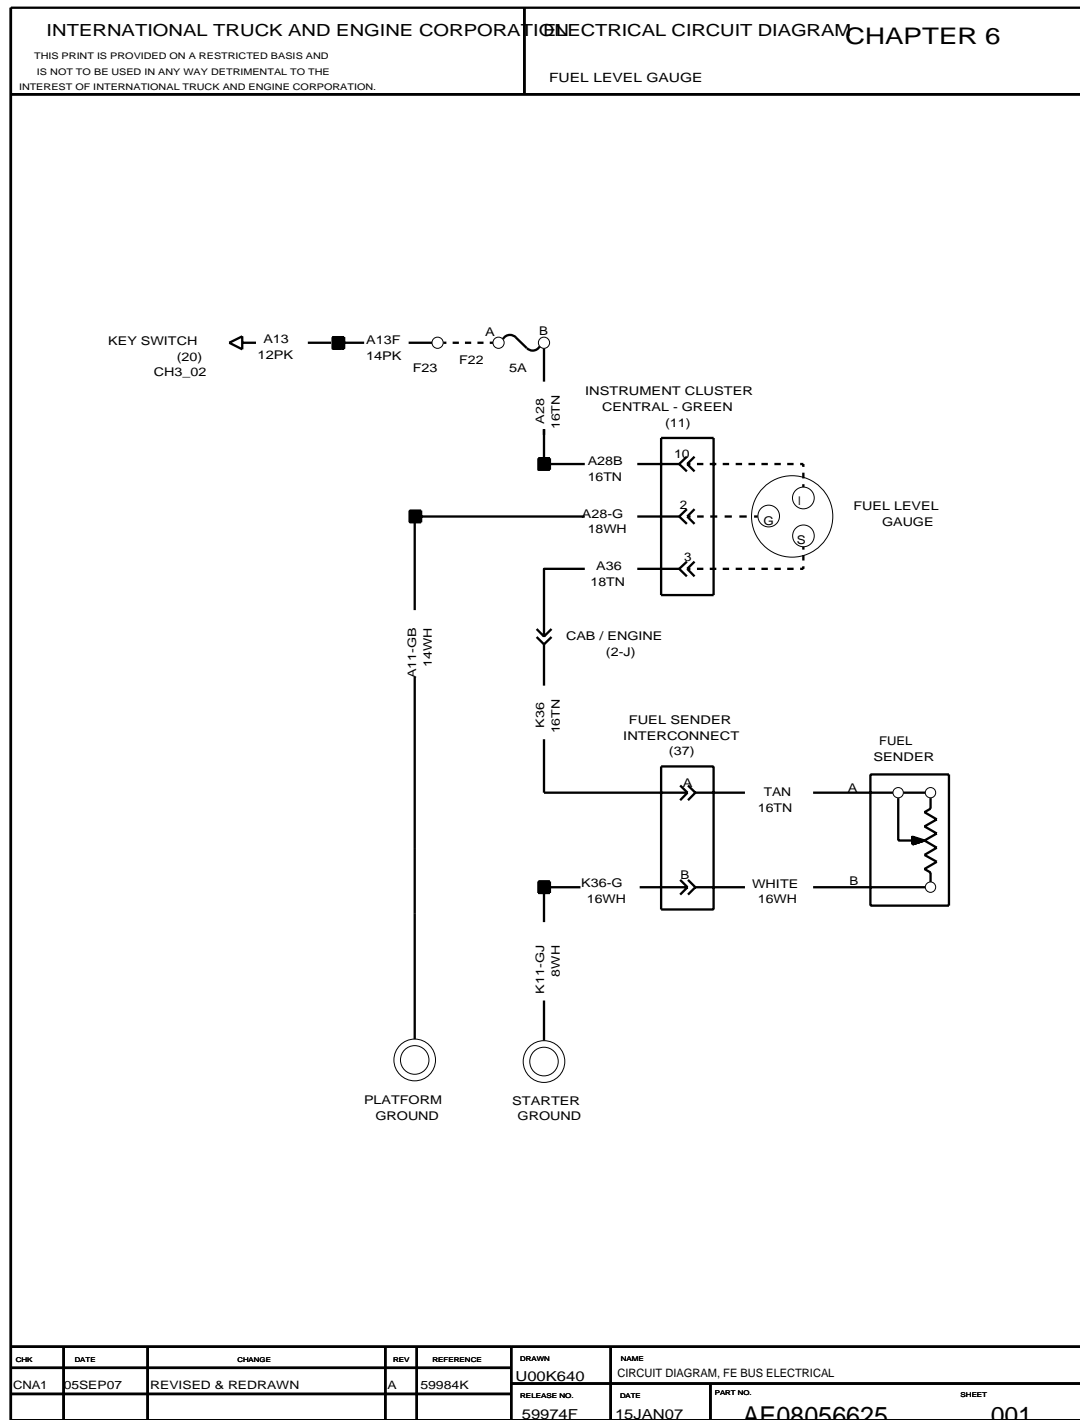 INTERNATIONAL TRUCK AND ENGINE CORPORATION
THIS PRINT IS PROVIDED ON A RESTRICTED BASIS AND
IS NOT TO BE USED IN ANY WAY DETRIMENTAL TO THE
INTEREST OF INTERNATIONAL TRUCK AND ENGINE CORPORATION.
ELECTRICAL CIRCUIT DIAGRAM
CHAPTER 6
FUEL LEVEL GAUGE
KEY SWITCH
(20)
CH3_02
A13
12PK
A13F
14PK
F23
F22
A
B
5A
A28
16TN
INSTRUMENT CLUSTER
CENTRAL - GREEN
(11)
A28B
16TN
10
A28-G
18WH
2
A36
18TN
3
I
G
S
FUEL LEVEL
GAUGE
A11-GB
14WH
CAB / ENGINE
(2-J)
K36
16TN
FUEL SENDER
INTERCONNECT
(37)
A
TAN
16TN
A
FUEL
SENDER
K36-G
16WH
B
WHITE
16WH
B
K11-GJ
8WH
PLATFORM
GROUND
STARTER
GROUND
CHK DATE CHANGE REV REFERENCE
CNA1 05SEP07 REVISED & REDRAWN A 59984K
DRAWN
U00K640
NAME
CIRCUIT DIAGRAM, FE BUS ELECTRICAL
RELEASE NO.
59974F
DATE
15JAN07
PART NO.
AE08056625
SHEET
001